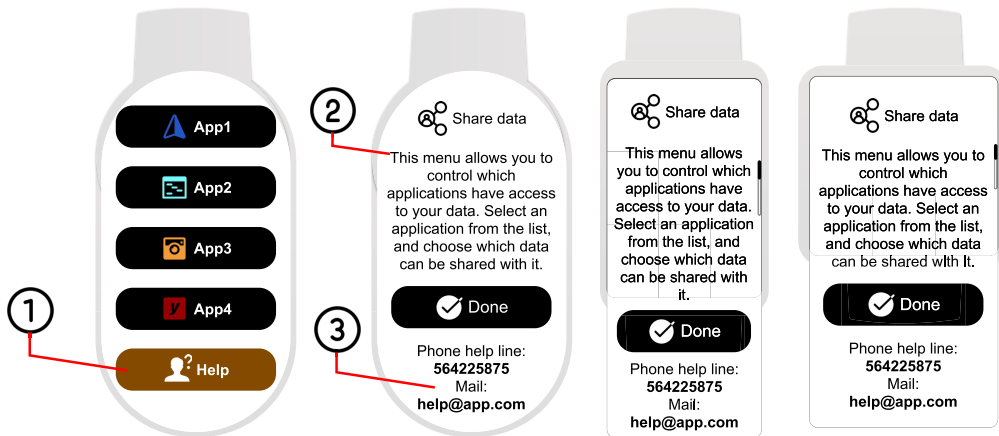 1
App1
App2
App3
y App4
Help
2
Share data
This menu allows you to
control which
applications have access
to your data. Select an
application from the list,
and choose which data
can be shared with it.
Done
3
Phone help line:
564225875
Mail:
help@app.com
Share data
This menu allows
you to control which
applications have
access to your data.
Select an application
from the list, and
choose which data
can be shared with
it.
Done
Phone help line:
564225875
Mail:
help@app.com
Share data
This menu allows you to
control which
applications have access
to your data. Select an
application from the list,
and choose which data
can be shared with it.
Done
Phone help line:
564225875
Mail:
help@app.com